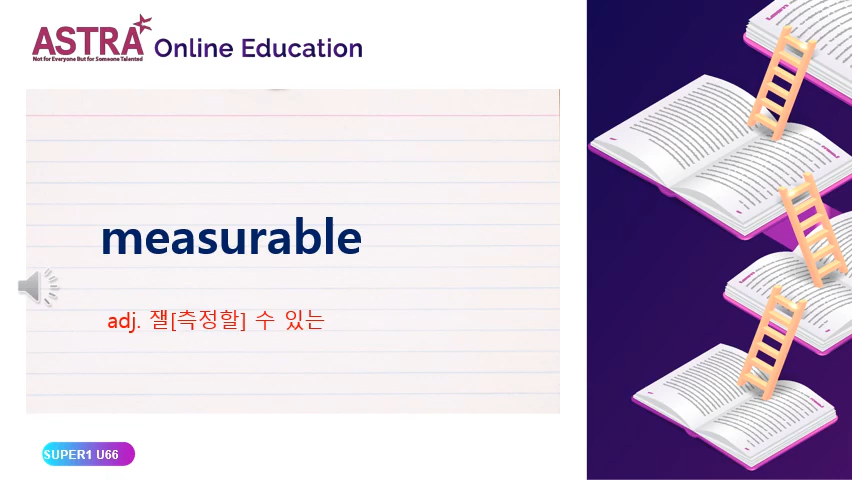 ASTRA Online Education
Not for Everyone But for Someone Talented
measurable
adj. 잴[측정할] 수 있는
SUPER1 U66